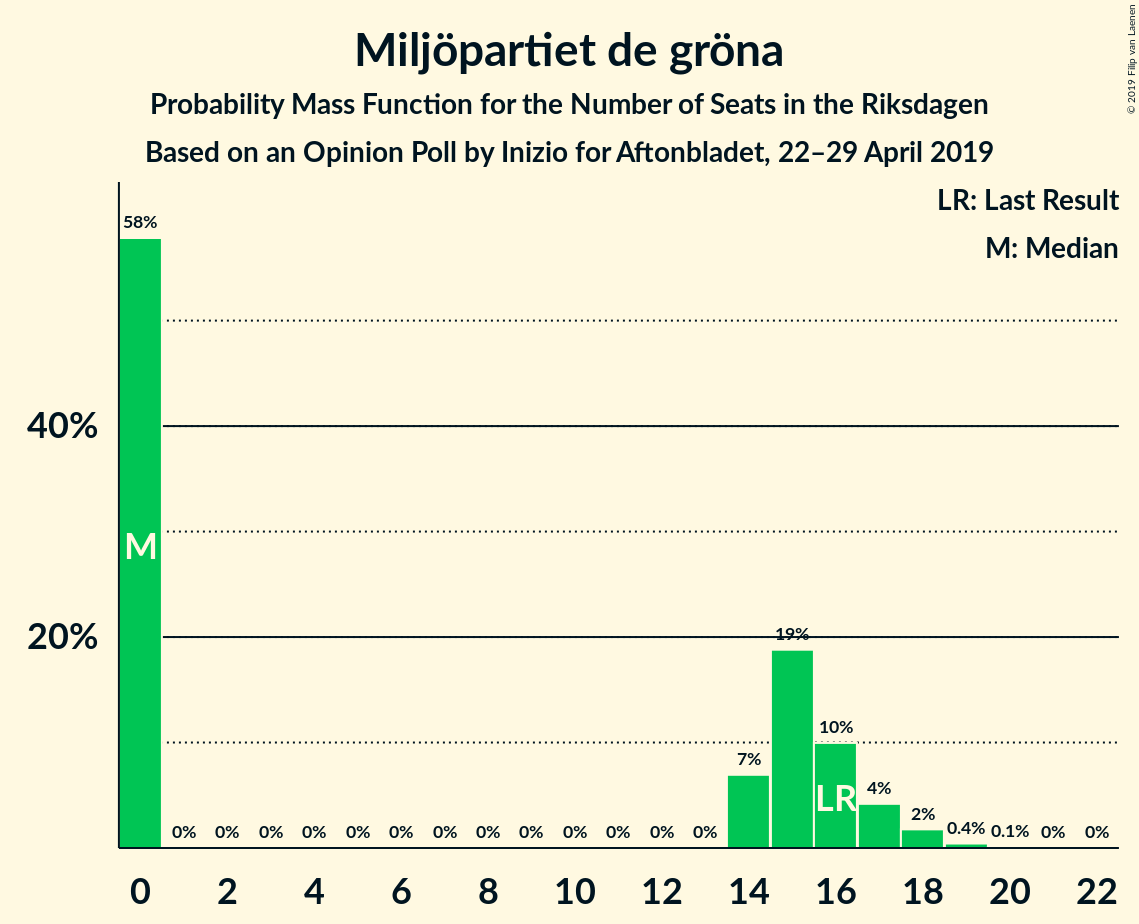 Miljöpartiet de gröna
Probability Mass Function for the Number of Seats in the Riksdagen
Based on an Opinion Poll by Inizio for Aftonbladet, 22–29 April 2019
© 2019 Filip van Laenen
LR: Last Result
M: Median
58%
40%
M
20%
0% 0% 0% 0% 0% 0% 0% 0% 0% 0% 0% 0% 0% 7% 19% 10% 4% 2% 0.4% 0.1% 0% 0%
LR
0 2 4 6 8 10 12 14 16 18 20 22